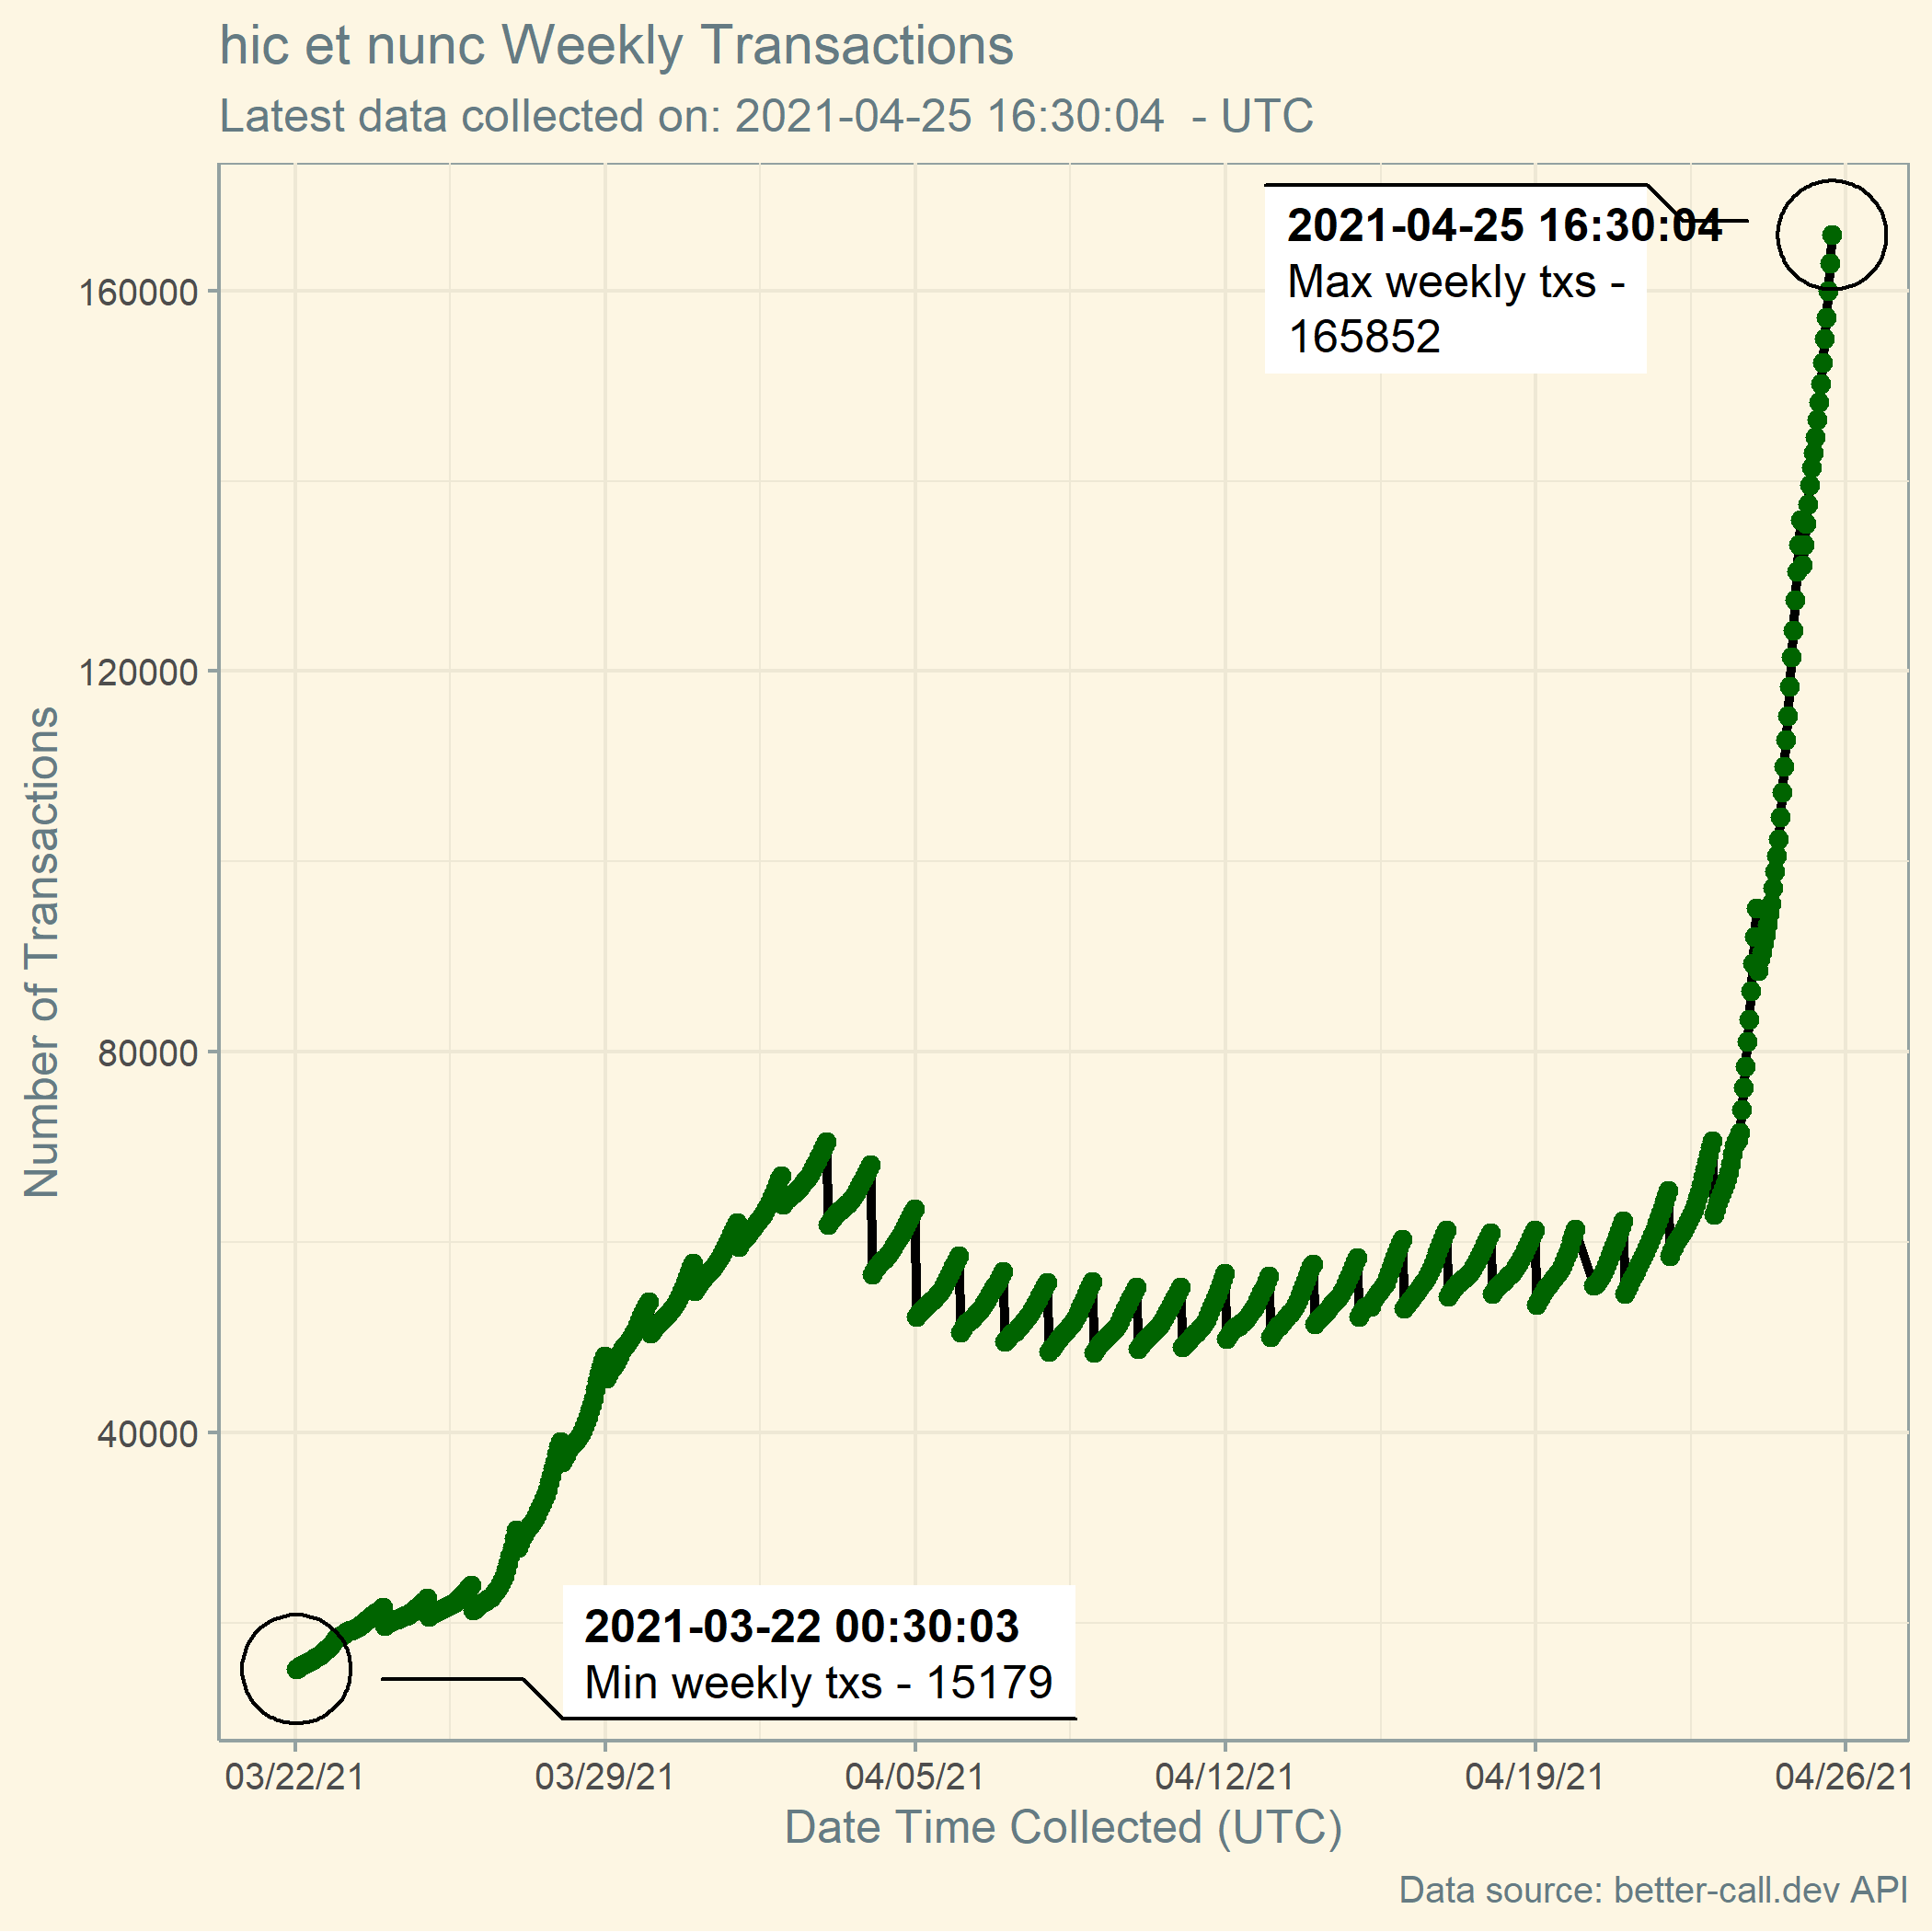 hic et nunc Weekly Transactions
Latest data collected on: 2021-04-25 16:30:04  - UTC
2021-04-25 16:30:04
Max weekly txs -
165852
160000
120000
80000
40000
Number of Transactions
2021-03-22 00:30:03
Min weekly txs - 15179
03/22/21 03/29/21 04/05/21 04/12/21 04/19/21 04/26/21
Date Time Collected (UTC)
Data source: better-call.dev API